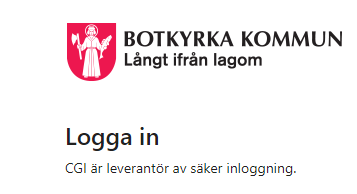 BOTKYRKA KOMMUN
Långt ifrån lagom
Logga in
CGI är leverantör av säker inloggning.